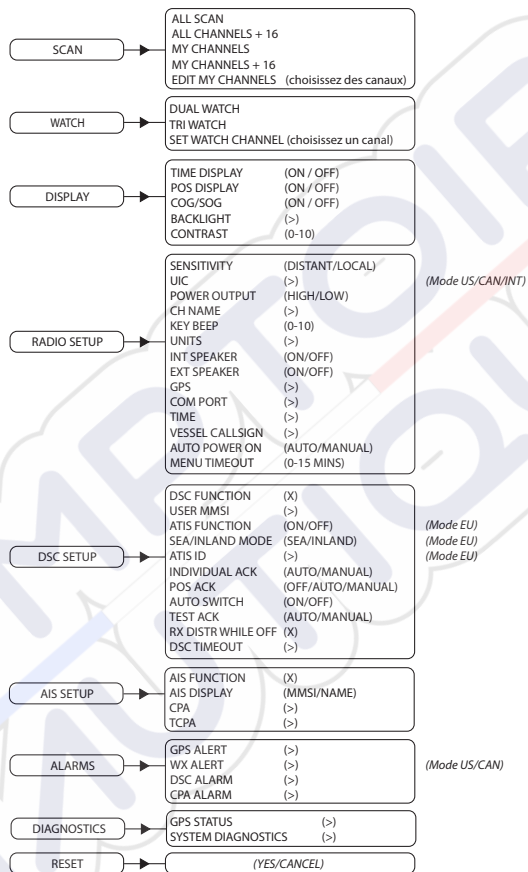 SCAN
ALL SCAN
ALL CHANNELS + 16
MY CHANNELS
MY CHANNELS + 16
EDIT MY CHANNELS (choisissez des canaux)
WATCH
DUAL WATCH
TRI WATCH
SET WATCH CHANNEL (choisissez un canal)
DISPLAY
TIME DISPLAY (ON / OFF)
POS DISPLAY (ON / OFF)
COG/SOG (ON / OFF)
BACKLIGHT (>)
CONTRAST (0-10)
RADIO SETUP
SENSITIVITY (DISTANT/LOCAL)
UIC (>) (Mode US/CAN/INT)
POWER OUTPUT (HIGH/LOW)
CH NAME (>)
KEY BEEP (0-10)
UNITS (>)
INT SPEAKER (ON/OFF)
EXT SPEAKER (ON/OFF)
GPS (>)
COM PORT (>)
TIME (>)
VESSEL CALLSIGN (>)
AUTO POWER ON (AUTO/MANUAL)
MENU TIMEOUT (0-15 MINS)
DSC SETUP
DSC FUNCTION (X)
USER MMSI (>)
ATIS FUNCTION (ON/OFF) (Mode EU)
SEA/INLAND MODE (SEA/INLAND) (Mode EU)
ATIS ID (>) (Mode EU)
INDIVIDUAL ACK (AUTO/MANUAL)
POS ACK (OFF/AUTO/MANUAL)
AUTO SWITCH (ON/OFF)
TEST ACK (AUTO/MANUAL)
RX DISTR WHILE OFF (X)
DSC TIMEOUT (>)
AIS SETUP
AIS FUNCTION (X)
AIS DISPLAY (MMSI/NAME)
CPA (>)
TCPA (>)
ALARMS
GPS ALERT (>)
WX ALERT (>) (Mode US/CAN)
DSC ALARM (>)
CPA ALARM (>)
DIAGNOSTICS
GPS STATUS (>)
SYSTEM DIAGNOSTICS (>)
RESET
(YES/CANCEL)